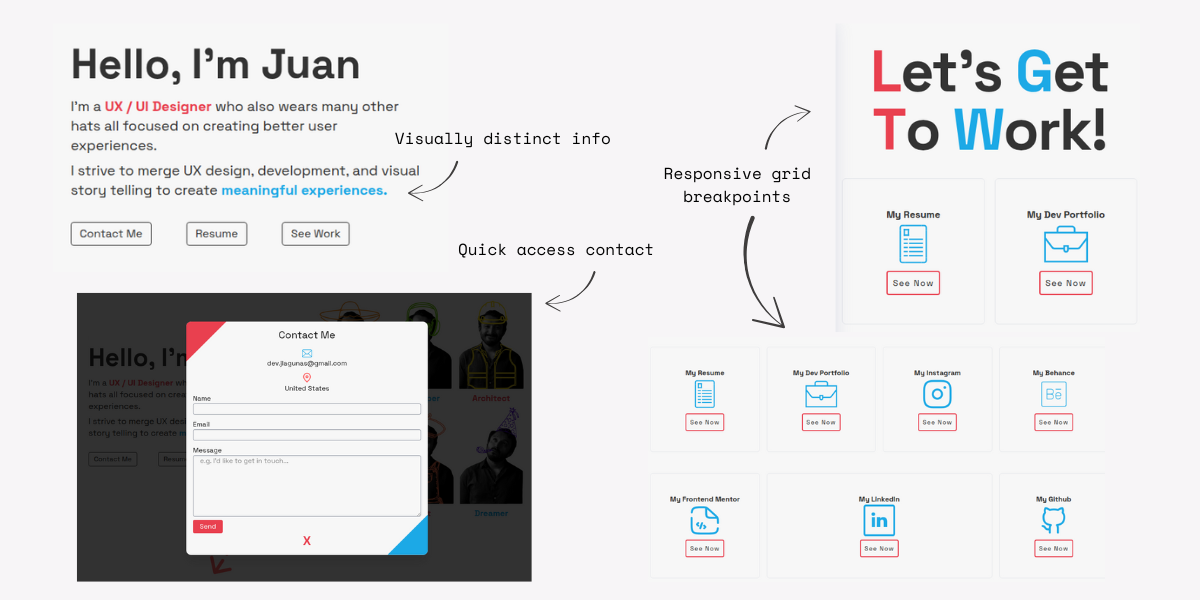 Hello, I'm Juan
I'm a UX / UI Designer who also wears many other
hats all focused on creating better user
experiences.
I strive to merge UX design, development, and visual
story telling to create meaningful experiences.
Contact Me
Resume
See Work
Visually distinct info
Quick access contact
Responsive grid
breakpoints
Let's Get
To Work!
My Resume
See Now
My Dev Portfolio
See Now
Hello, I'm
I'm a UX / UI Designer
hats all focused on
experiences.
I strive to merge UX
story telling to create
Contact Me
Architect
Dreamer
Contact Me
dev.jlagunas@gmail.com
United States
Name
Email
Message
e.g. I'd like to get in touch...
Send
X
My Resume
See Now
My Dev Portfolio
See Now
My Instagram
See Now
My Behance
Bē
See Now
My Frontend Mentor
</>
See Now
My LinkedIn
in
See Now
My Github
See Now